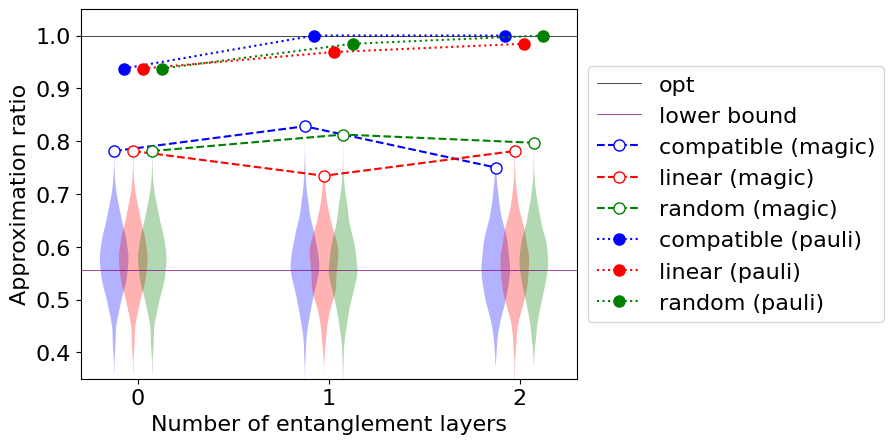 1.0
0.9
0.8
0.7
0.6
0.5
0.4
Approximation ratio
0 1 2
Number of entanglement layers
opt
lower bound
compatible (magic)
linear (magic)
random (magic)
compatible (pauli)
linear (pauli)
random (pauli)